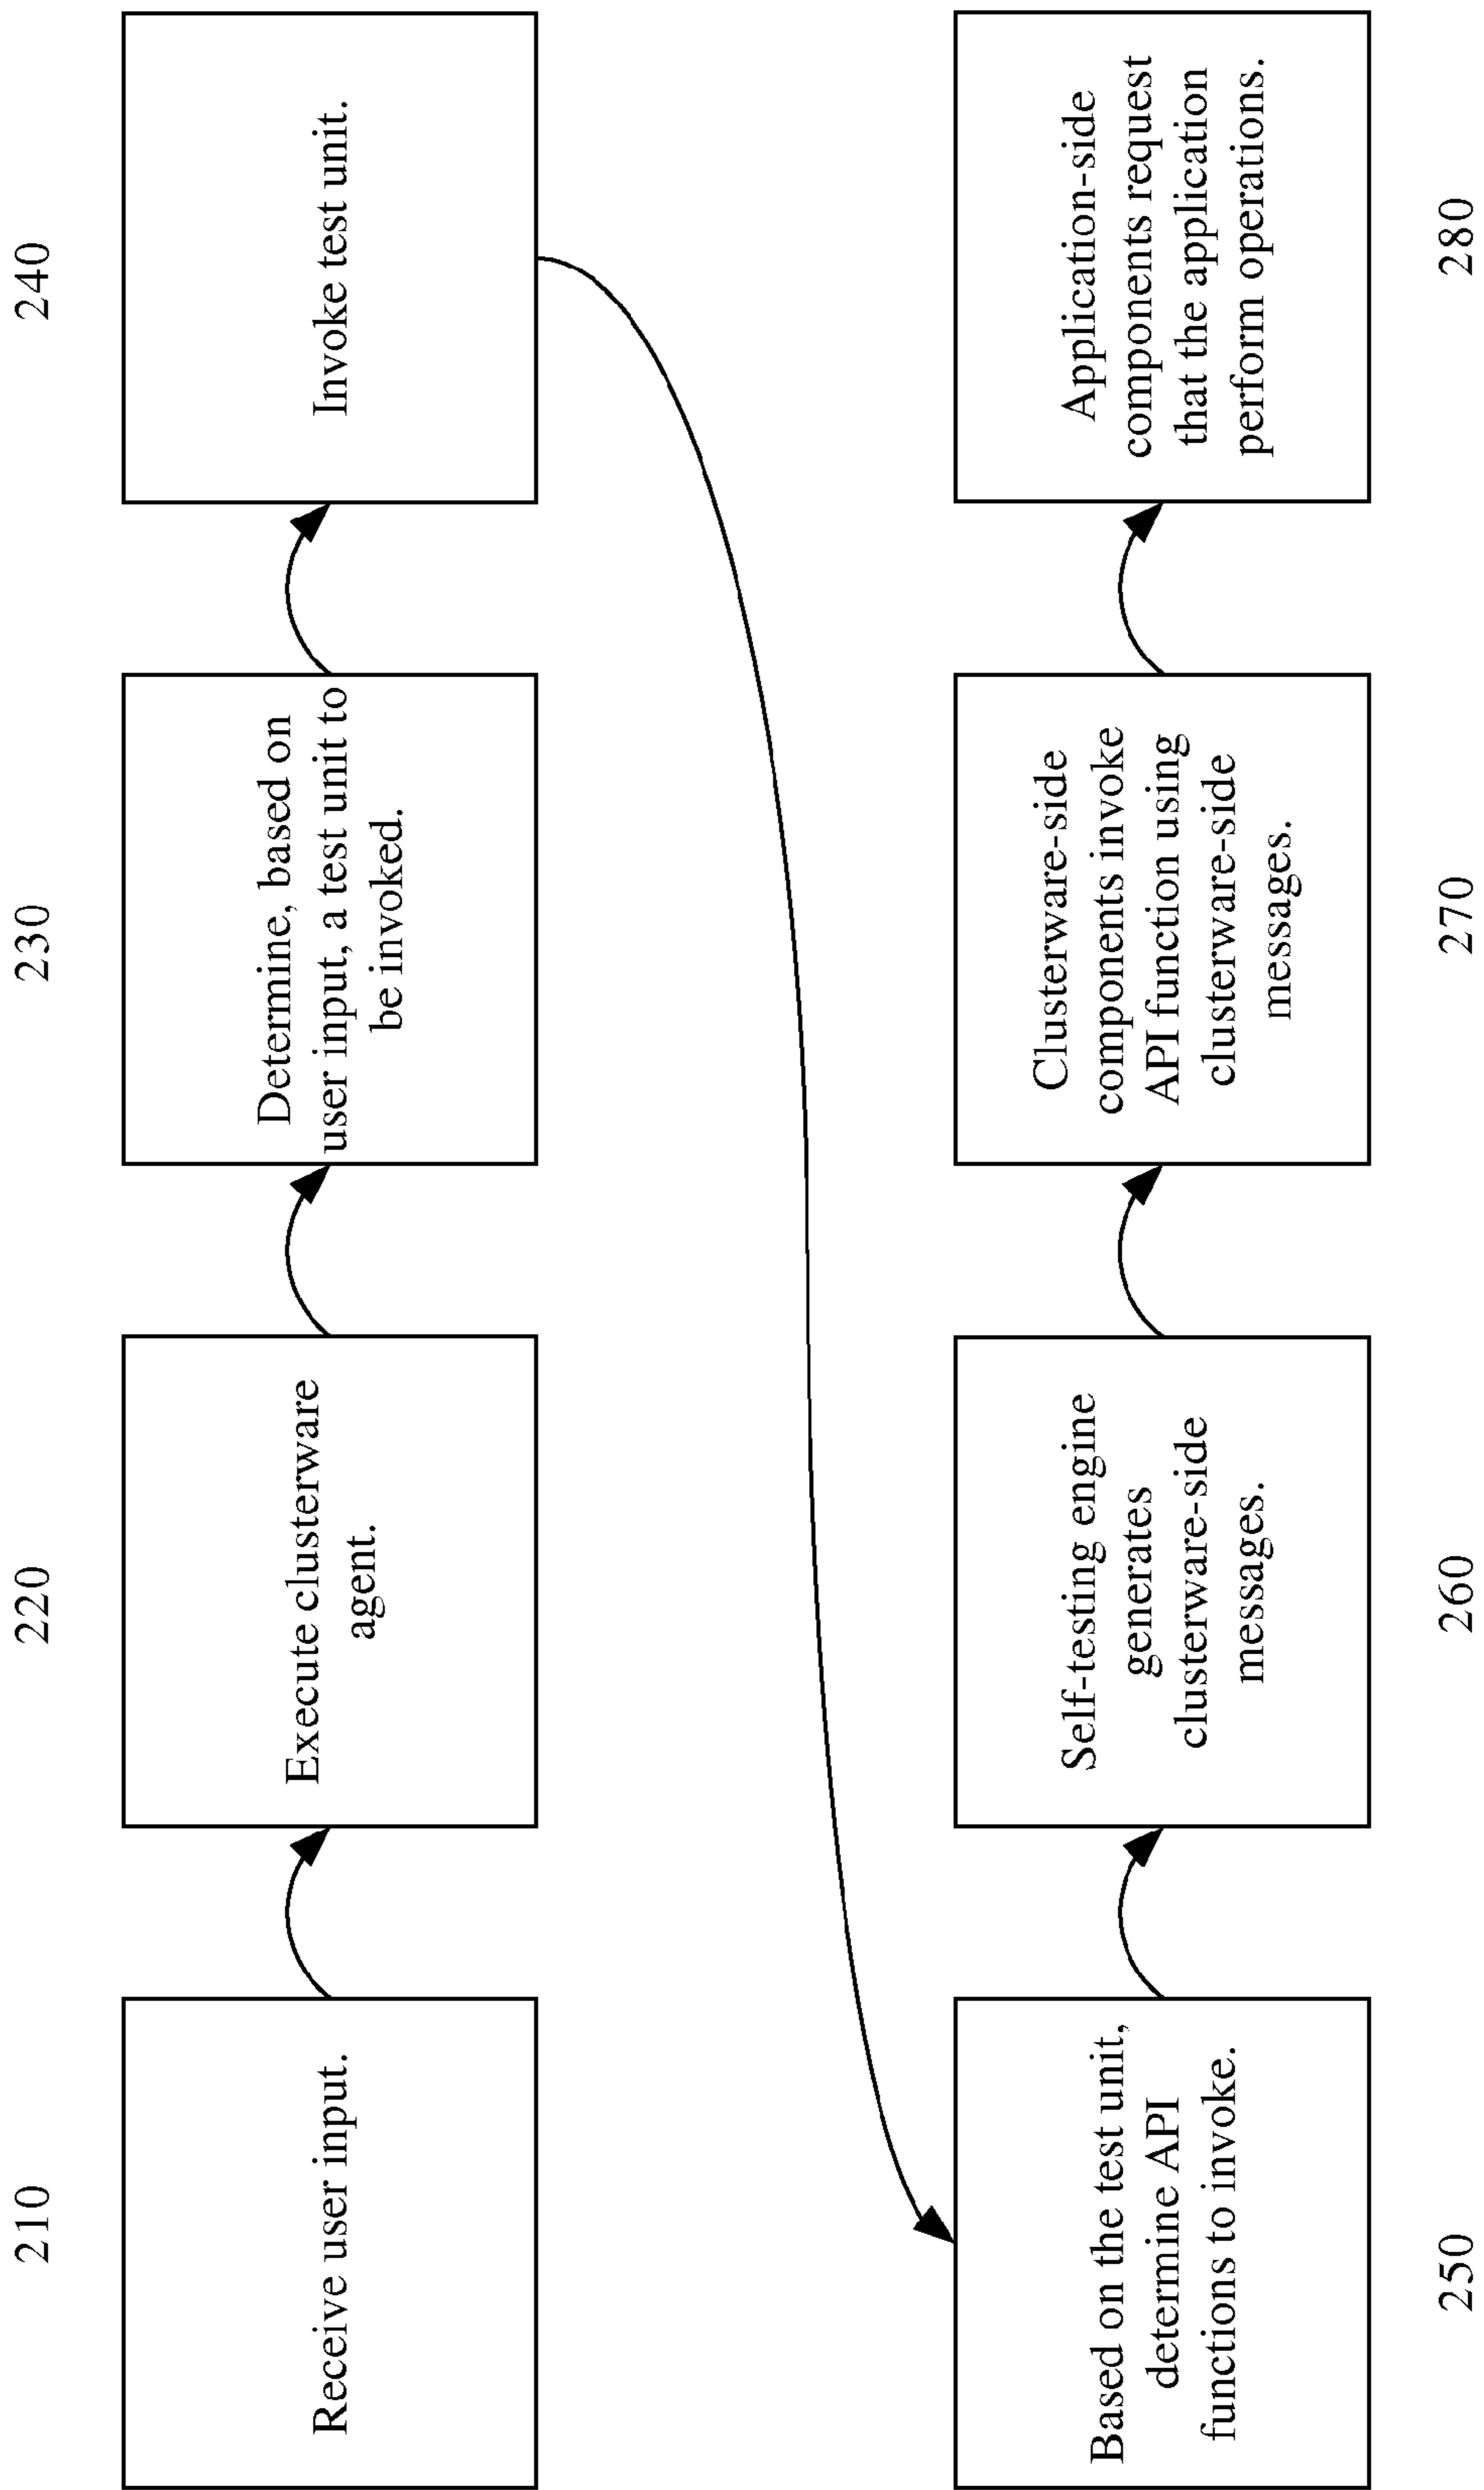 210
220
230
240
Receive user input.
Execute clusterware
agent.
Determine, based on
user input, a test unit to
be invoked.
Invoke test unit.
Based on the test unit,
determine API
functions to invoke.
Self-testing engine
generates
clusterware-side
messages.
Clusterware-side
components invoke
API function using
clusterware-side
messages.
Application-side
components request
that the application
perform operations.
250
260
270
280